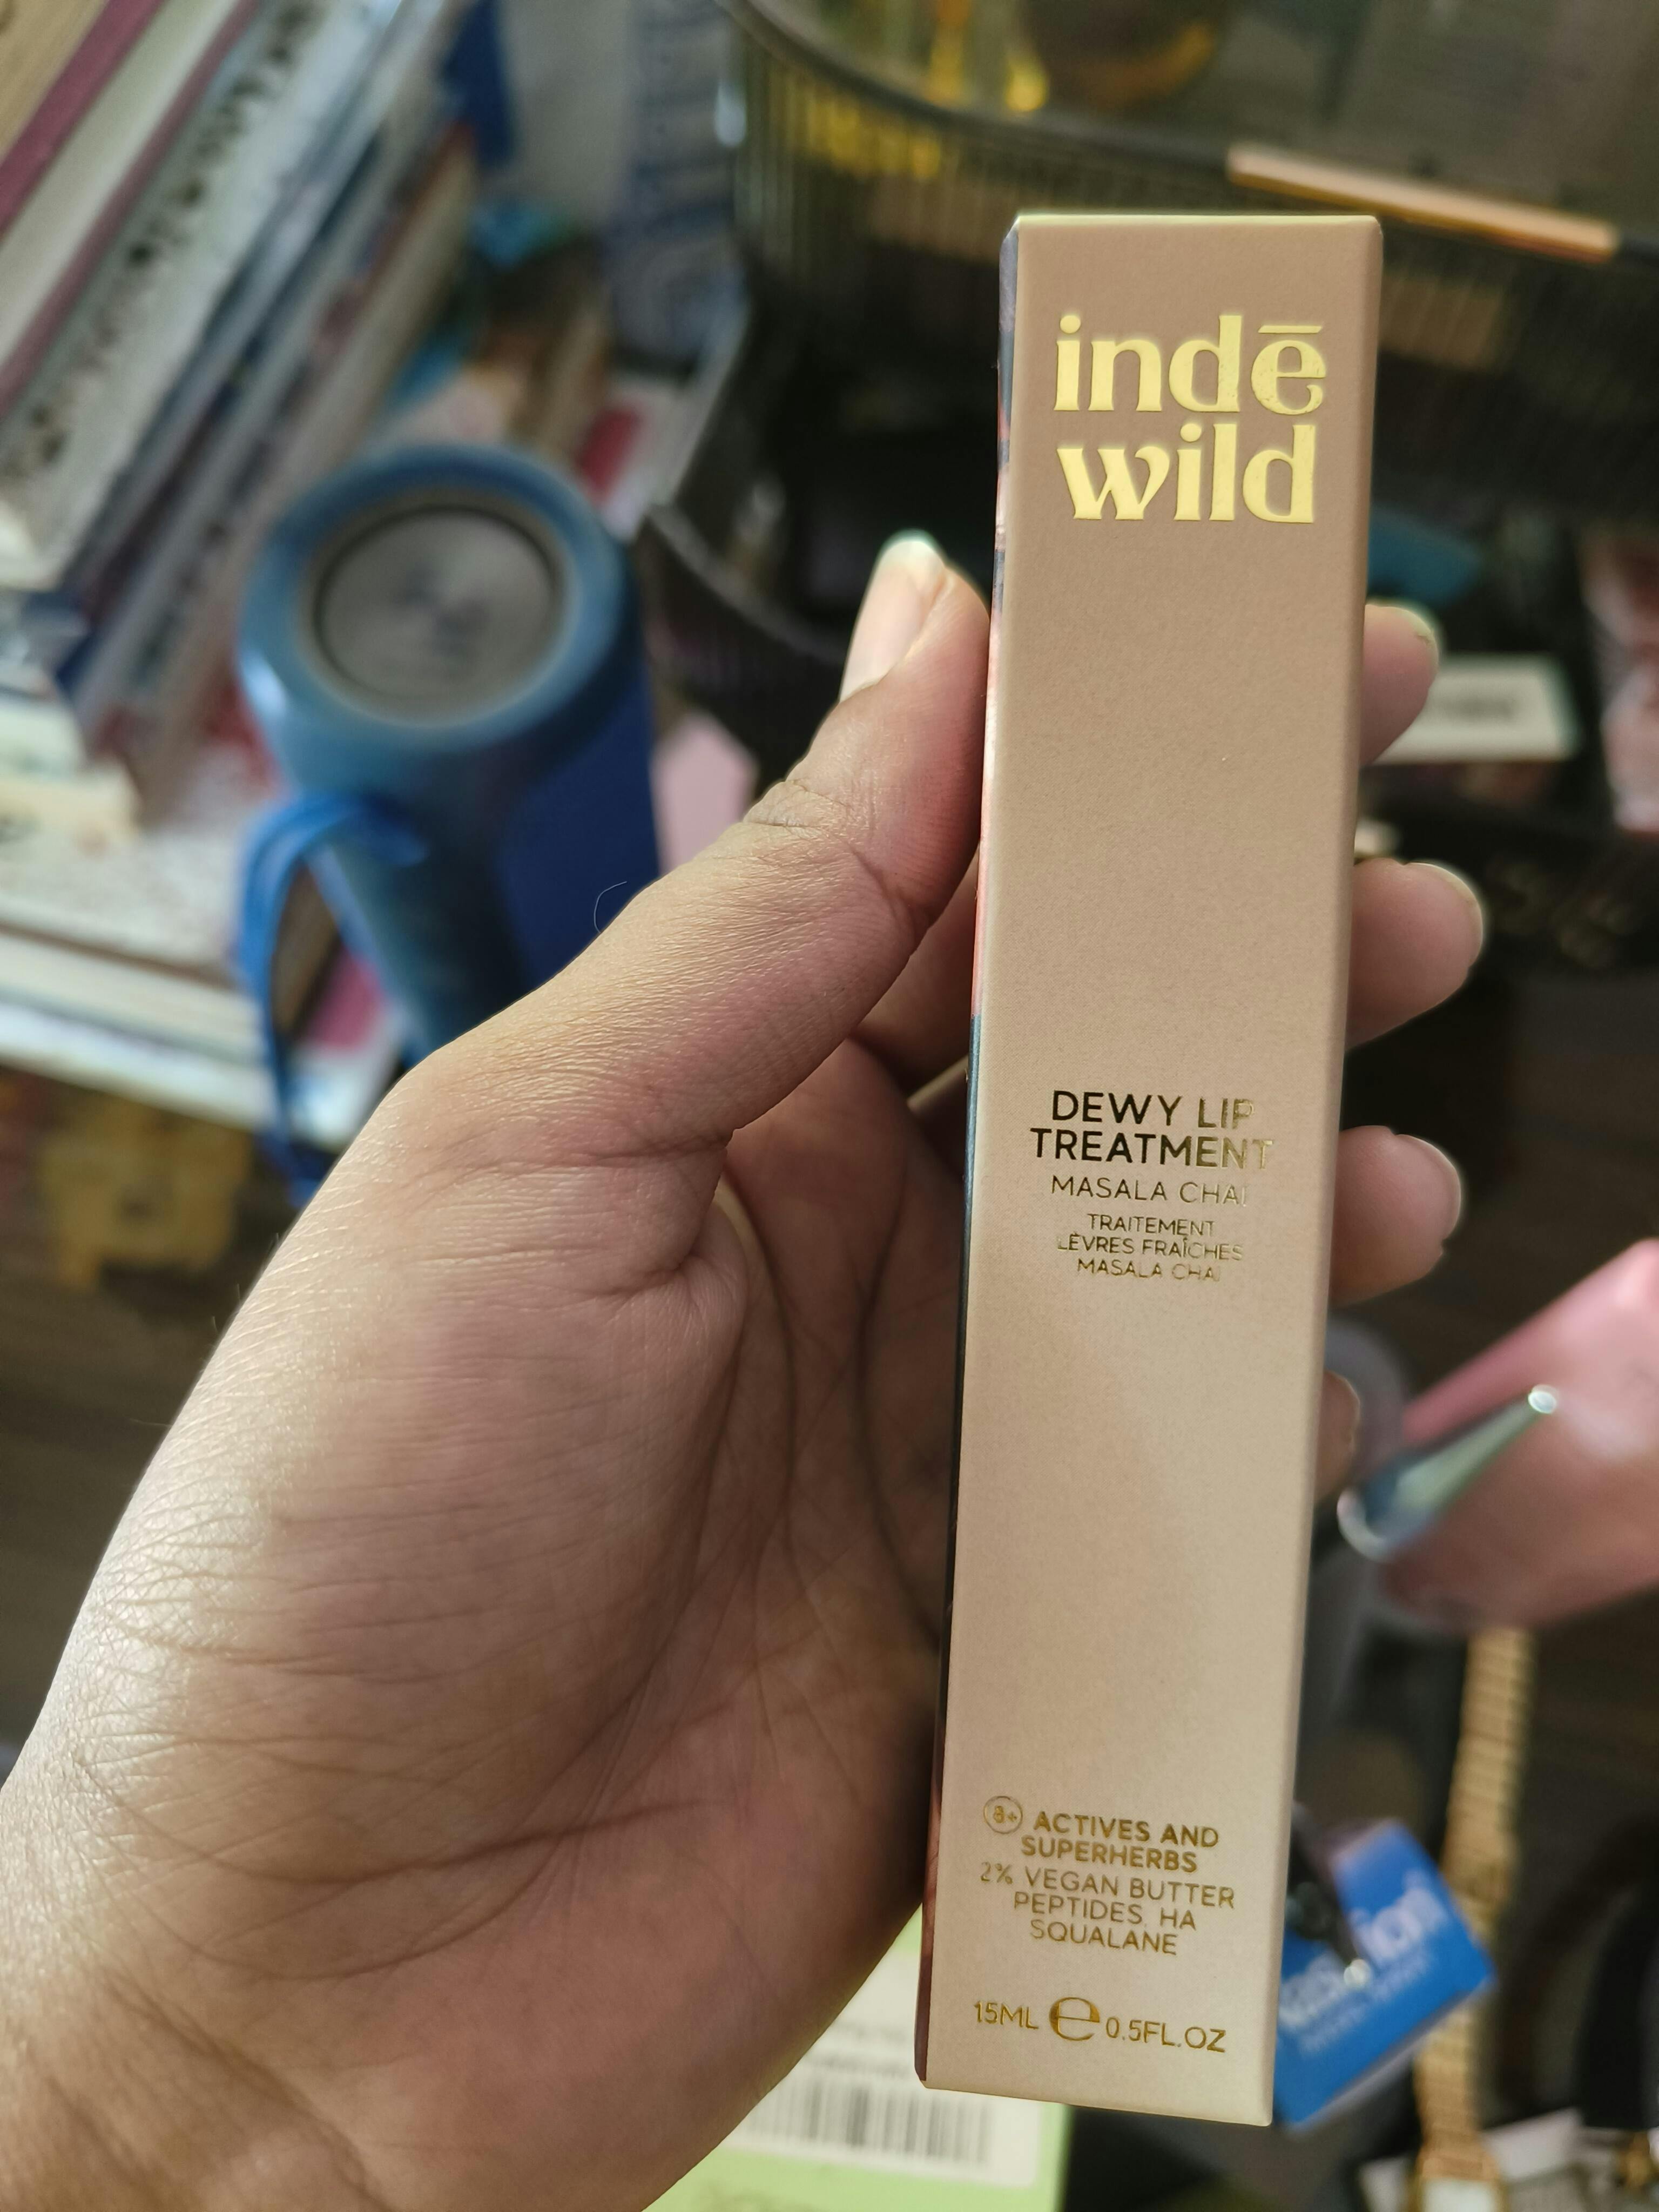 indē
wild
DEWY LIP
TREATMENT
MASALA CHAI
TRAITEMENT
LÈVRES FRAÎCHES
MASALA CHAI
8+ ACTIVES AND
SUPERHERBS
2% VEGAN BUTTER
PEPTIDES, HA
SQUALANE
15ML e 0.5FL.OZ